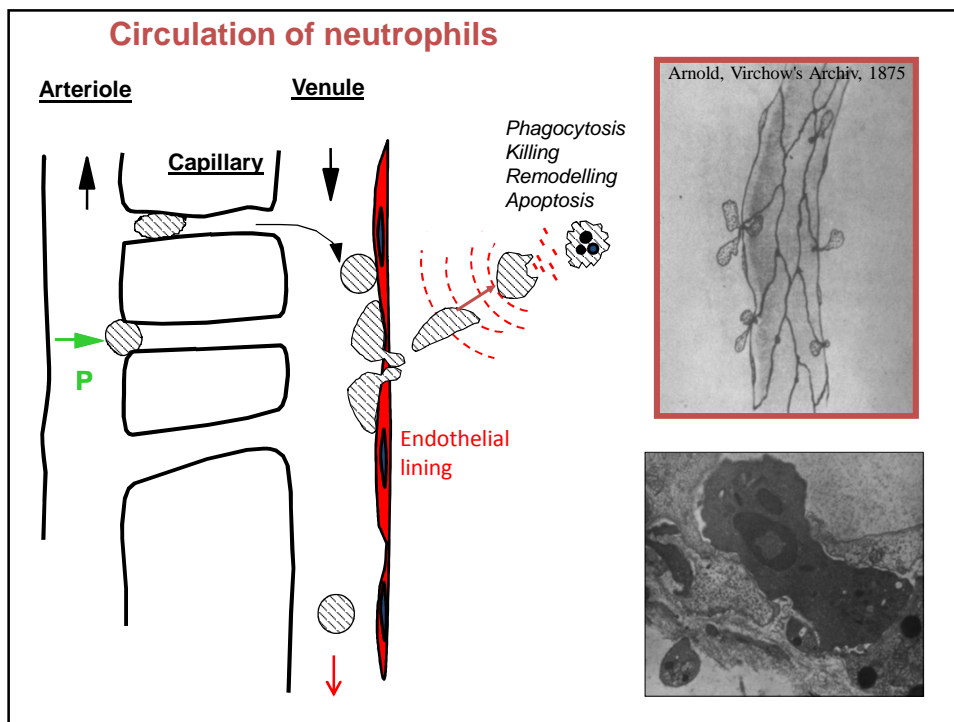 Circulation of neutrophils
Arteriole
Venule
Capillary
P
Endothelial
lining
Phagocytosis
Killing
Remodelling
Apoptosis
Arnold, Virchow's Archiv, 1875